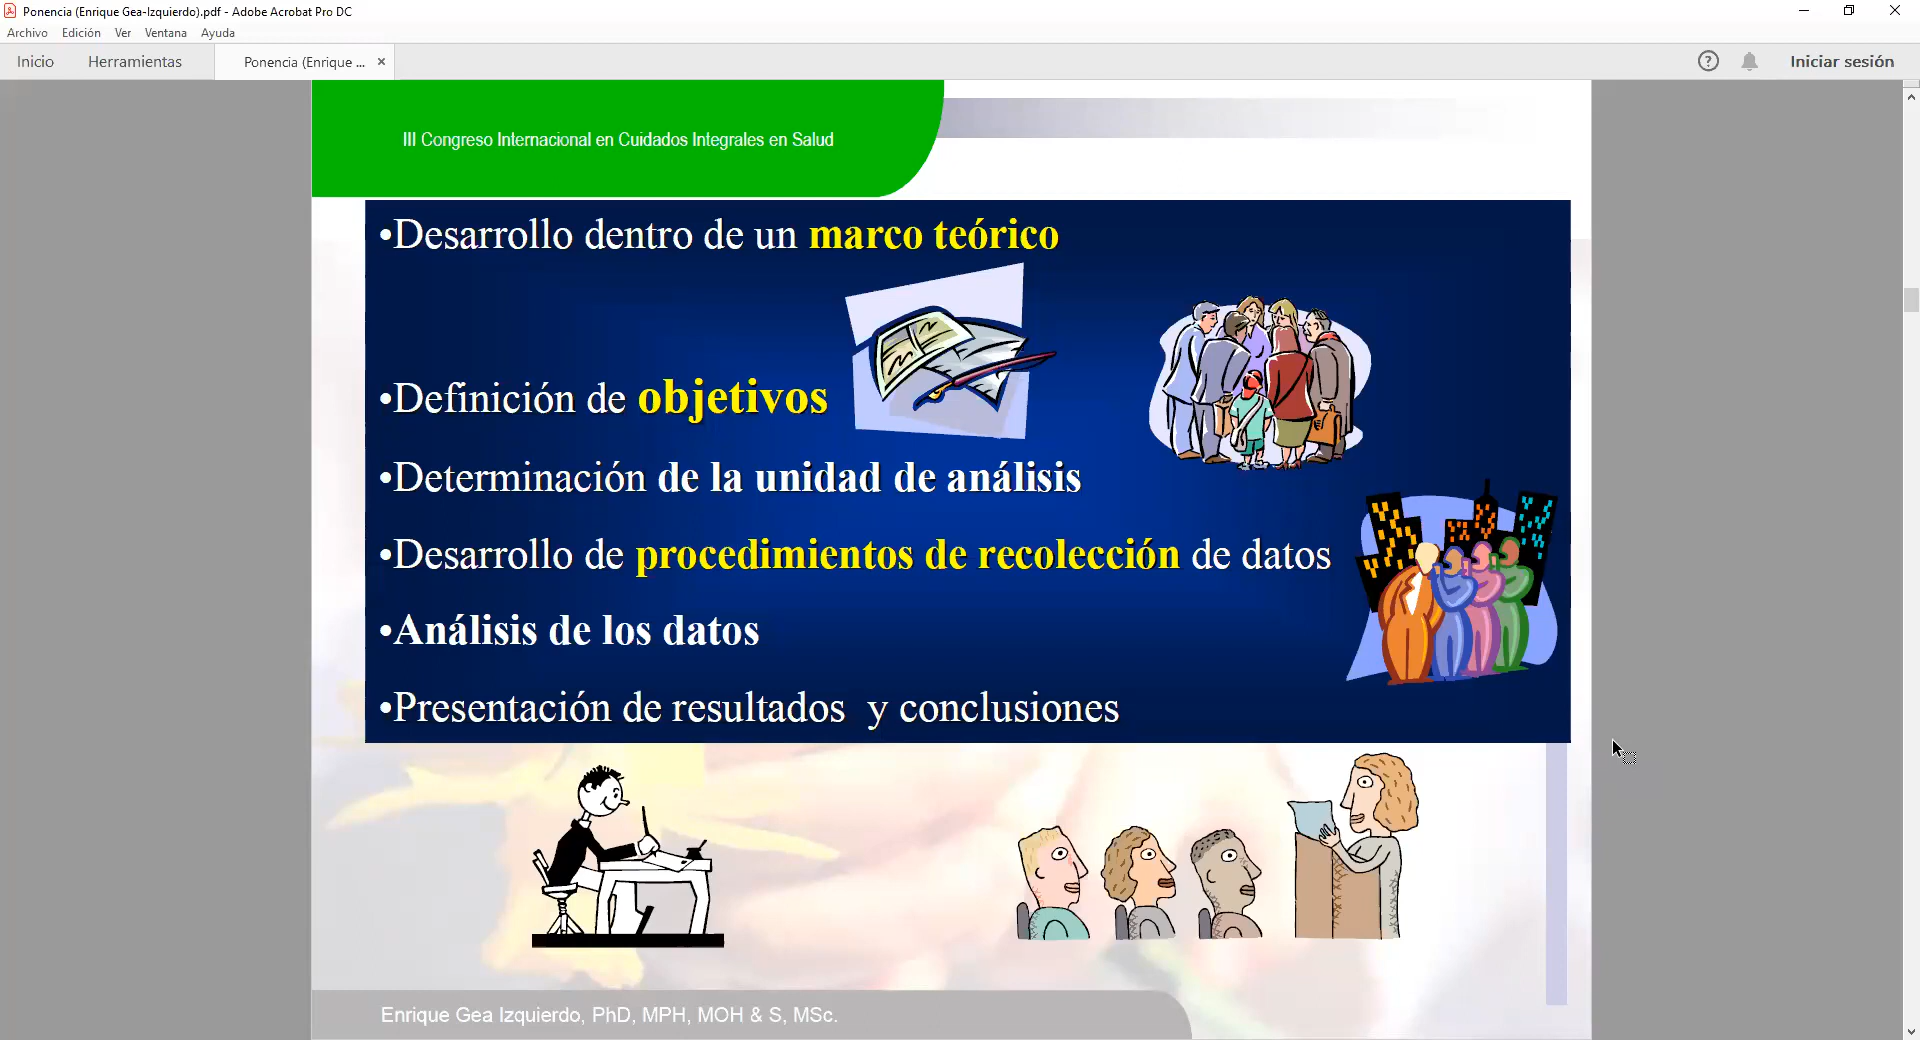 Ponencia (Enrique Gea-Izquierdo).pdf - Adobe Acrobat Pro DC
Archivo Edición Ver Ventana Ayuda
Inicio Herramientas Ponencia (Enrique ... Iniciar sesión
III Congreso Internacional en Cuidados Integrales en Salud
•Desarrollo dentro de un marco teórico
•Definición de objetivos
•Determinación de la unidad de análisis
•Desarrollo de procedimientos de recolección de datos
•Análisis de los datos
•Presentación de resultados y conclusiones
Enrique Gea Izquierdo, PhD, MPH, MOH & S, MSc.